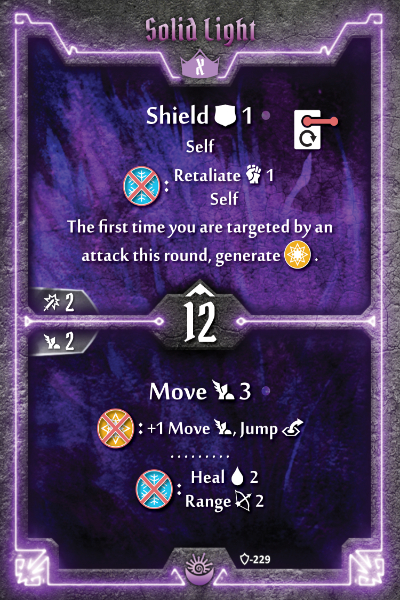 Solid Light
X
Shield 1
Self
: Retaliate 1
Self
The first time you are targeted by an
attack this round, generate .
2
12
2
Move 3
: +1 Move , Jump
.........
: Heal 2
Range 2
-229